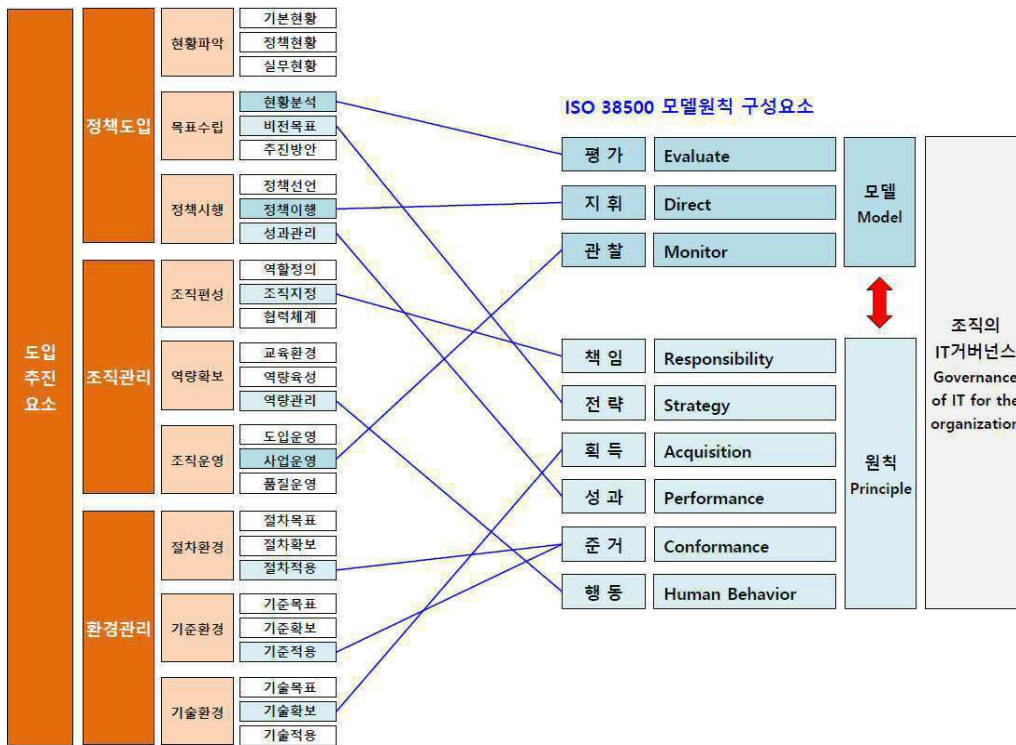 도입
추진
요소
정책도입
현황파악
기본현황
정책현황
실무현황
목표수립
현황분석
비전목표
추진방안
정책시행
정책선언
정책이행
성과관리
조직관리
조직편성
역할정의
조직지정
협력체계
역량확보
교육환경
역량육성
역량관리
조직운영
도입운영
사업운영
품질운영
환경관리
절차환경
절차목표
절차확보
절차적용
기준환경
기준목표
기준확보
기준적용
기술환경
기술목표
기술확보
기술적용
ISO 38500 모델원칙 구성요소
평 가 Evaluate
지 휘 Direct
관 찰 Monitor
모델
Model
책 임 Responsibility
전 략 Strategy
획 득 Acquisition
성 과 Performance
준 거 Conformance
행 동 Human Behavior
원칙
Principle
조직의
IT거버넌스
Governance
of IT for the
organization